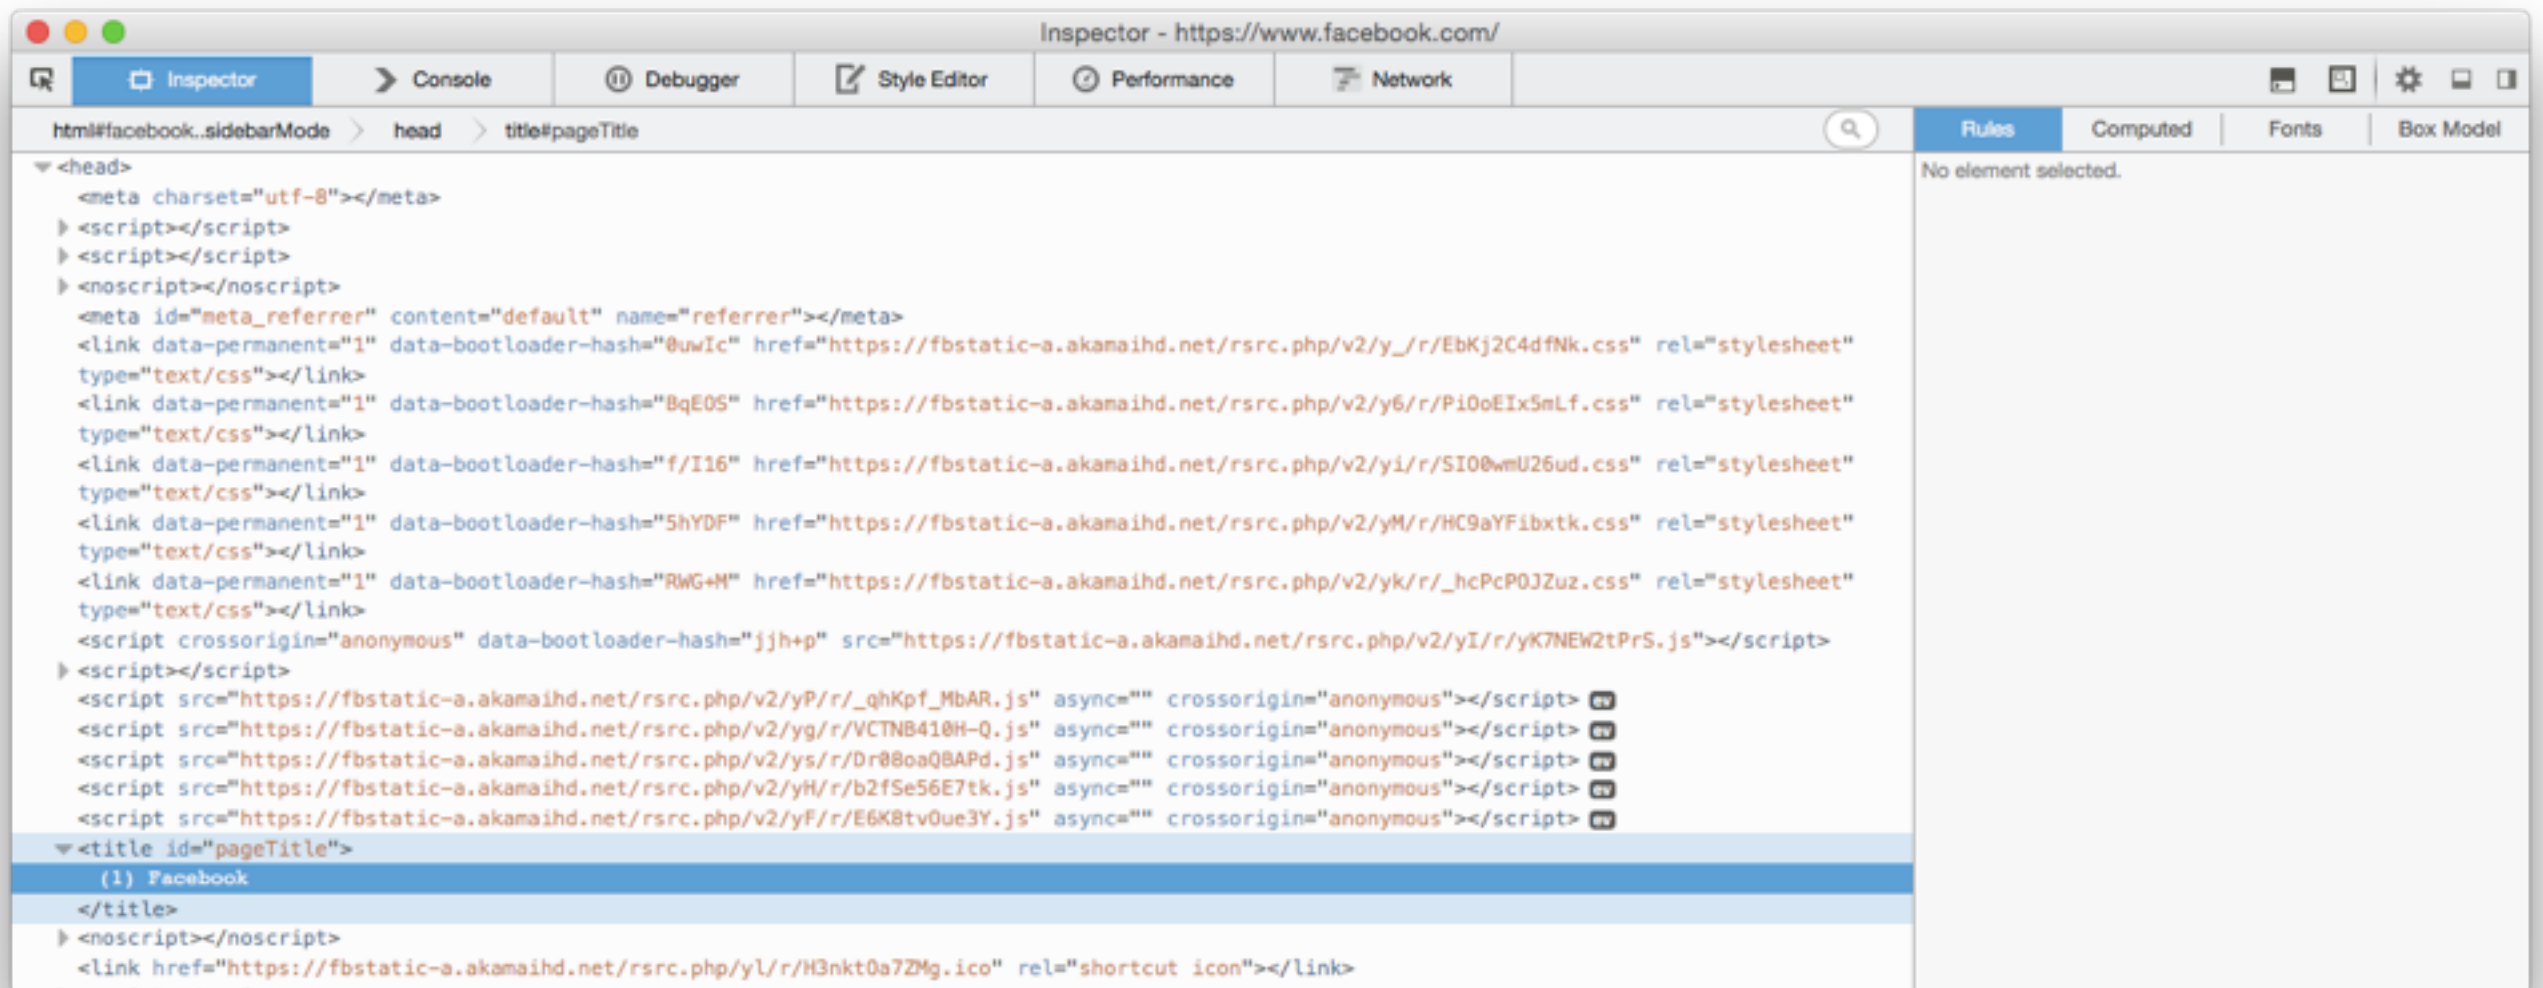 Inspector - https://www.facebook.com/
Inspector Console Debugger Style Editor Performance Network
html#facebook..sidebarMode head title#pageTitle
Rules Computed Fonts Box Model
No element selected.
<head>
<meta charset="utf-8"></meta>
<script></script>
<script></script>
<noscript></noscript>
<meta id="meta_referrer" content="default" name="referrer"></meta>
<link data-permanent="1" data-bootloader-hash="0uwIc" href="https://fbstatic-a.akamaihd.net/rsrc.php/v2/y_/r/EbKj2C4dfNk.css" rel="stylesheet"
type="text/css"></link>
<link data-permanent="1" data-bootloader-hash="BqEOS" href="https://fbstatic-a.akamaihd.net/rsrc.php/v2/y6/r/PiOoEIx5mLf.css" rel="stylesheet"
type="text/css"></link>
<link data-permanent="1" data-bootloader-hash="f/I16" href="https://fbstatic-a.akamaihd.net/rsrc.php/v2/yi/r/SIO0wmU26ud.css" rel="stylesheet"
type="text/css"></link>
<link data-permanent="1" data-bootloader-hash="5hYDF" href="https://fbstatic-a.akamaihd.net/rsrc.php/v2/yM/r/HC9aYFibxtk.css" rel="stylesheet"
type="text/css"></link>
<link data-permanent="1" data-bootloader-hash="RWG+M" href="https://fbstatic-a.akamaihd.net/rsrc.php/v2/yk/r/_hcPcPOJZuz.css" rel="stylesheet"
type="text/css"></link>
<script crossorigin="anonymous" data-bootloader-hash="jjh+p" src="https://fbstatic-a.akamaihd.net/rsrc.php/v2/yI/r/yK7NEW2tPrS.js"></script>
<script></script>
<script src="https://fbstatic-a.akamaihd.net/rsrc.php/v2/yP/r/_qhKpf_MbAR.js" async="" crossorigin="anonymous"></script> ev
<script src="https://fbstatic-a.akamaihd.net/rsrc.php/v2/yg/r/VCTNB410H-Q.js" async="" crossorigin="anonymous"></script> ev
<script src="https://fbstatic-a.akamaihd.net/rsrc.php/v2/ys/r/Dr08oaQBAPd.js" async="" crossorigin="anonymous"></script> ev
<script src="https://fbstatic-a.akamaihd.net/rsrc.php/v2/yH/r/b2fSe56E7tk.js" async="" crossorigin="anonymous"></script> ev
<script src="https://fbstatic-a.akamaihd.net/rsrc.php/v2/yF/r/E6K8tvOue3Y.js" async="" crossorigin="anonymous"></script> ev
<title id="pageTitle">
(1) Facebook
</title>
<noscript></noscript>
<link href="https://fbstatic-a.akamaihd.net/rsrc.php/yl/r/H3nktOa7ZMg.ico" rel="shortcut icon"></link>